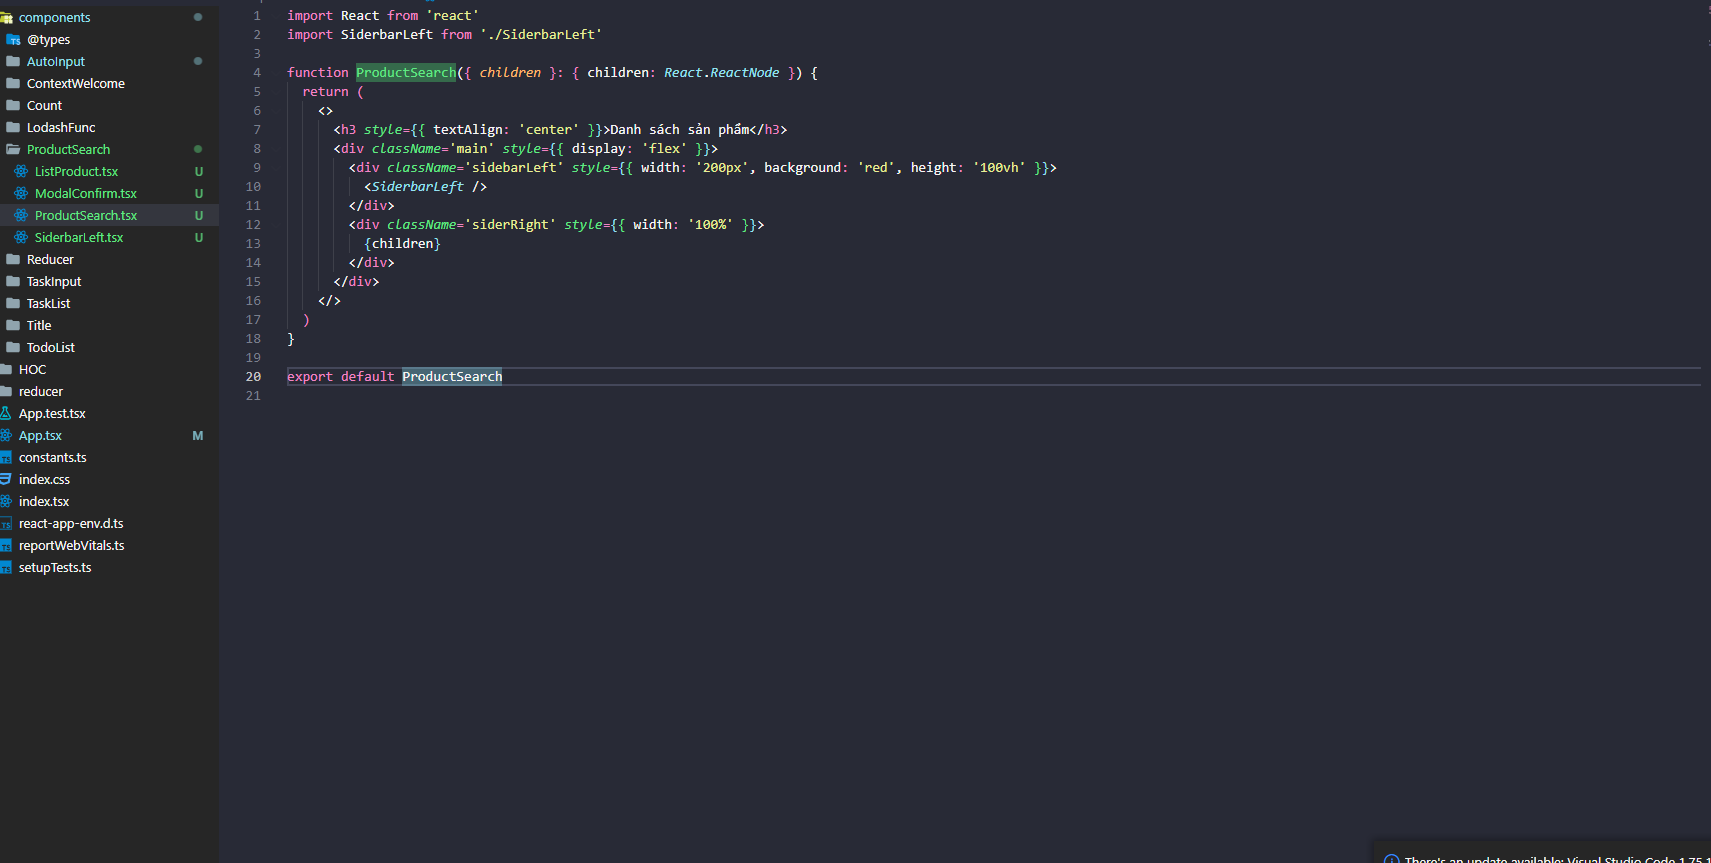 components
@types
AutoInput
ContextWelcome
Count
LodashFunc
ProductSearch
ListProduct.tsx U
ModalConfirm.tsx U
ProductSearch.tsx U
SiderbarLeft.tsx U
Reducer
TaskInput
TaskList
Title
TodoList
HOC
reducer
App.test.tsx
App.tsx M
constants.ts
index.css
index.tsx
react-app-env.d.ts
reportWebVitals.ts
setupTests.ts
1 import React from 'react'
2 import SiderbarLeft from './SiderbarLeft'
3
4 function ProductSearch({ children }: { children: React.ReactNode }) {
5 return (
6 <>
7 <h3 style={{ textAlign: 'center' }}>Danh sách sản phẩm</h3>
8 <div className='main' style={{ display: 'flex' }}>
9 <div className='sidebarLeft' style={{ width: '200px', background: 'red', height: '100vh' }}>
10 <SiderbarLeft />
11 </div>
12 <div className='siderRight' style={{ width: '100%' }}>
13 {children}
14 </div>
15 </div>
16 </>
17 )
18 }
19
20 export default ProductSearch
21
There's an update available: Visual Studio Code 1.75.1